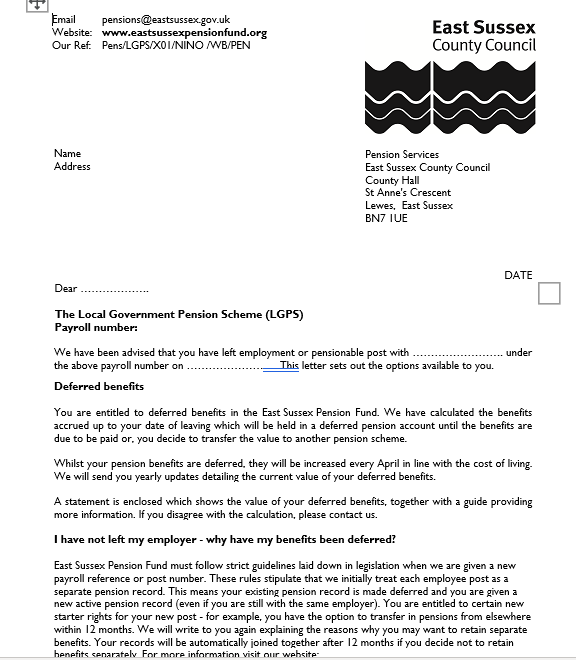 Email pensions@eastsussex.gov.uk
Website: www.eastsussexpensionfund.org
Our Ref: Pens/LGPS/X01/NINO /WB/PEN
East Sussex
County Council
Name
Address
Pension Services
East Sussex County Council
County Hall
St Anne's Crescent
Lewes, East Sussex
BN7 1UE
DATE
Dear ………………..
The Local Government Pension Scheme (LGPS)
Payroll number:
We have been advised that you have left employment or pensionable post with ……………………. under
the above payroll number on …………………. This letter sets out the options available to you.
Deferred benefits
You are entitled to deferred benefits in the East Sussex Pension Fund. We have calculated the benefits
accrued up to your date of leaving which will be held in a deferred pension account until the benefits are
due to be paid or, you decide to transfer the value to another pension scheme.
Whilst your pension benefits are deferred, they will be increased every April in line with the cost of living.
We will send you yearly updates detailing the current value of your deferred benefits.
A statement is enclosed which shows the value of your deferred benefits, together with a guide providing
more information. If you disagree with the calculation, please contact us.
I have not left my employer - why have my benefits been deferred?
East Sussex Pension Fund must follow strict guidelines laid down in legislation when we are given a new
payroll reference or post number. These rules stipulate that we initially treat each employee post as a
separate pension record. This means your existing pension record is made deferred and you are given a
new active pension record (even if you are still with the same employer). You are entitled to certain new
starter rights for your new post - for example, you have the option to transfer in pensions from elsewhere
within 12 months. We will write to you again explaining the reasons why you may want to retain separate
benefits. Your records will be automatically joined together after 12 months if you decide not to retain
benefits separately. For more information visit our website: